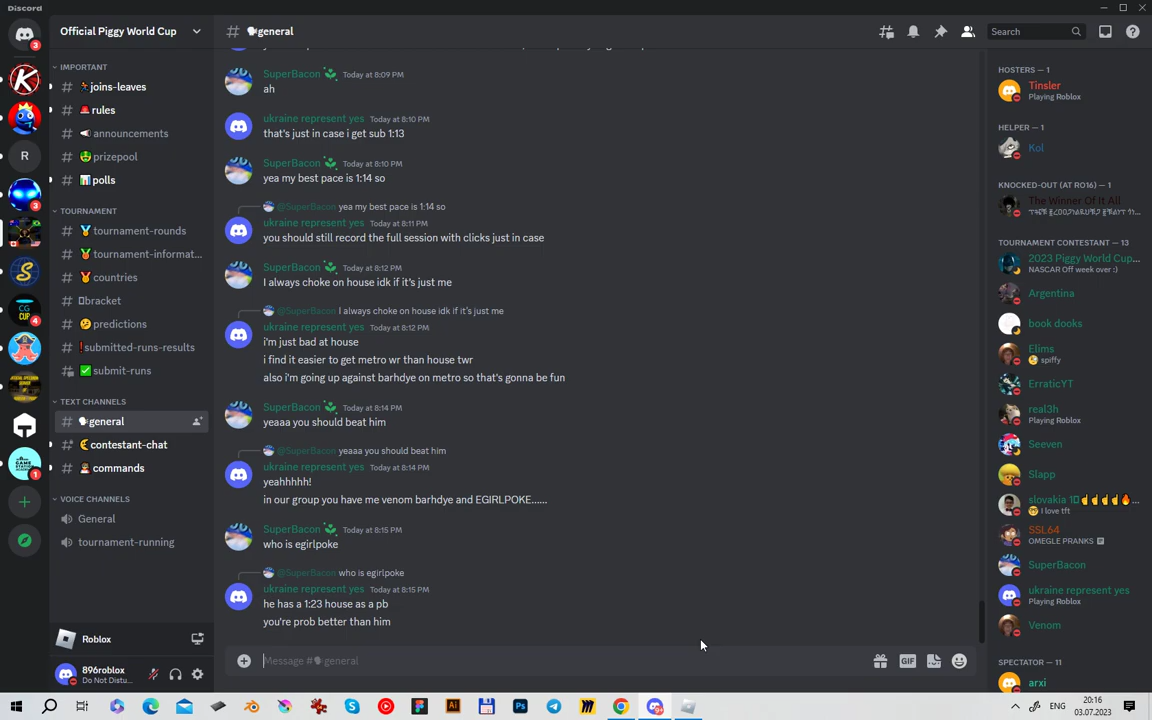 Discord
3
Official Piggy World Cup
IMPORTANT
joins-leaves
rules
announcements
prizepool
polls
TOURNAMENT
tournament-rounds
tournament-informat...
countries
bracket
predictions
submitted-runs-results
submit-runs
TEXT CHANNELS
general
contestant-chat
commands
VOICE CHANNELS
General
tournament-running
Roblox
896roblox
Do Not Distu...
R
3
CG CUP
4
1
general
Search
SuperBacon Today at 8:09 PM
ah
ukraine represent yes Today at 8:10 PM
that's just in case i get sub 1:13
SuperBacon Today at 8:10 PM
yea my best pace is 1:14 so
@SuperBacon yea my best pace is 1:14 so
ukraine represent yes Today at 8:11 PM
you should still record the full session with clicks just in case
SuperBacon Today at 8:12 PM
I always choke on house idk if it's just me
@SuperBacon I always choke on house idk if it's just me
ukraine represent yes Today at 8:12 PM
i'm just bad at house
i find it easier to get metro wr than house twr
also i'm going up against barhdye on metro so that's gonna be fun
SuperBacon Today at 8:14 PM
yeaaa you should beat him
@SuperBacon yeaaa you should beat him
ukraine represent yes Today at 8:14 PM
yeahhhhh!
in our group you have me venom barhdye and EGIRLPOKE......
SuperBacon Today at 8:15 PM
who is egirlpoke
@SuperBacon who is egirlpoke
ukraine represent yes Today at 8:15 PM
he has a 1:23 house as a pb
you're prob better than him
Message #general
GIF
HOSTERS — 1
Tinsler
Playing Roblox
HELPER — 1
Kol
KNOCKED-OUT (AT RO16) — 1
The Winner Of It All
TOURNAMENT CONTESTANT — 13
2023 Piggy World Cup...
NASCAR Off week over :)
Argentina
book dooks
Elims
spiffy
ErraticYT
real3h
Playing Roblox
Seeven
Slapp
slovakia
I love tft
SSL64
OMEGLE PRANKS
SuperBacon
ukraine represent yes
Playing Roblox
Venom
SPECTATOR — 11
arxi
Ps
Ai
ENG
20:16
03.07.2023